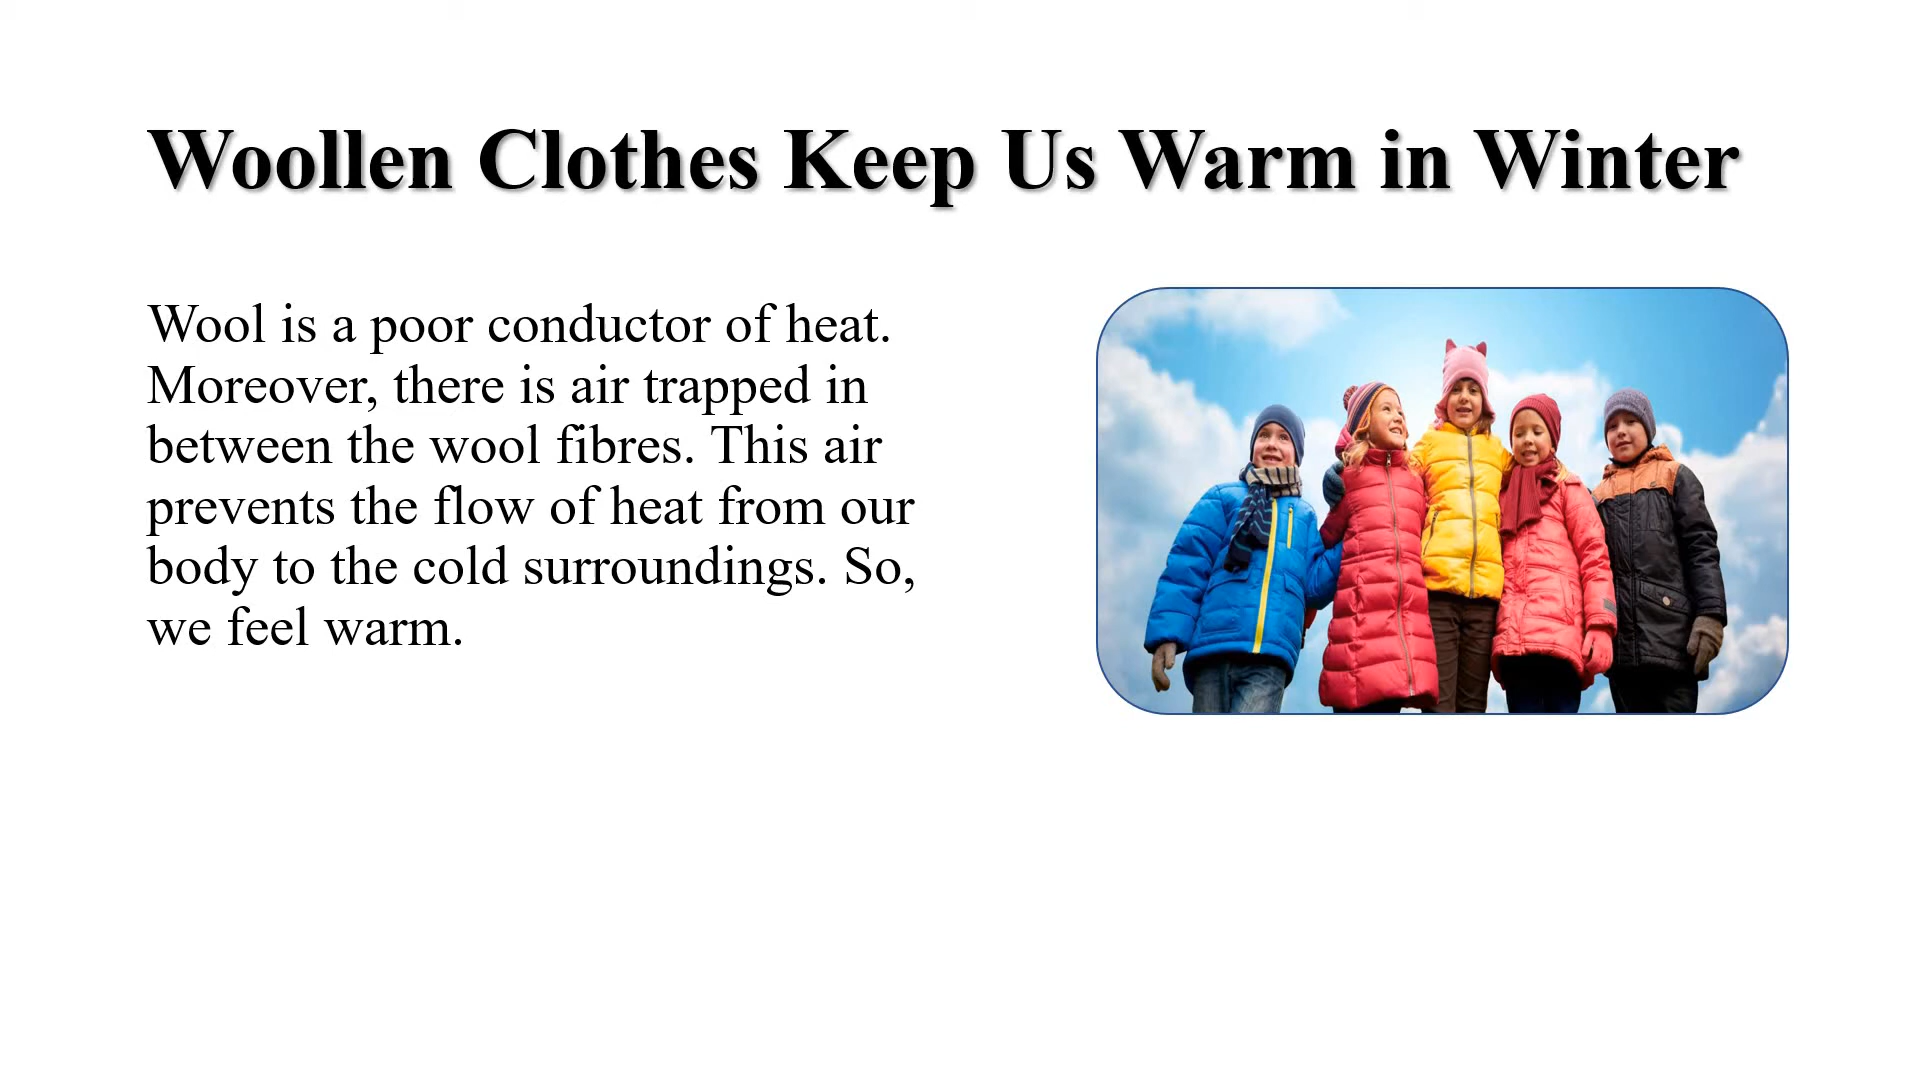 Woollen Clothes Keep Us Warm in Winter
Wool is a poor conductor of heat.
Moreover, there is air trapped in
between the wool fibres. This air
prevents the flow of heat from our
body to the cold surroundings. So,
we feel warm.